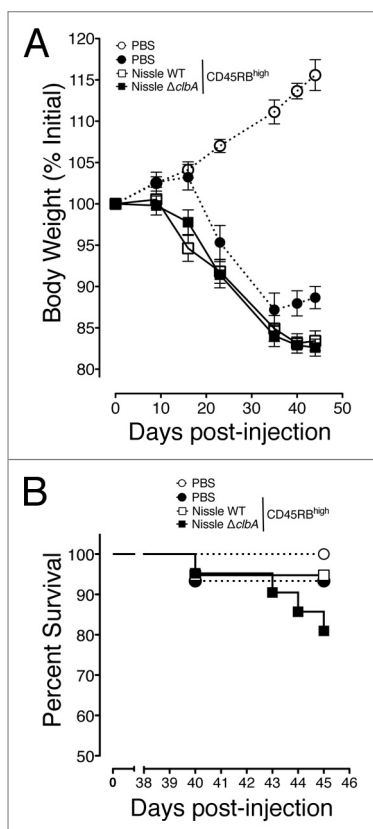 A
PBS
PBS
Nissle WT
Nissle ΔclbA
CD45RBhigh
Body Weight (% Initial)
120
115
110
105
100
95
90
85
80
0 10 20 30 40 50
Days post-injection
B
PBS
PBS
Nissle WT
Nissle ΔclbA
CD45RBhigh
Percent Survival
100
90
80
70
60
50
0 38 39 40 41 42 43 44 45 46
Days post-injection